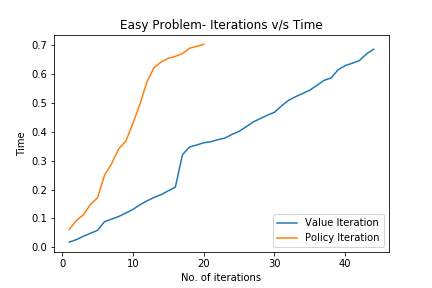 Easy Problem- Iterations v/s Time
Time
0.7
0.6
0.5
0.4
0.3
0.2
0.1
0.0
0 10 20 30 40
No. of iterations
Value Iteration
Policy Iteration